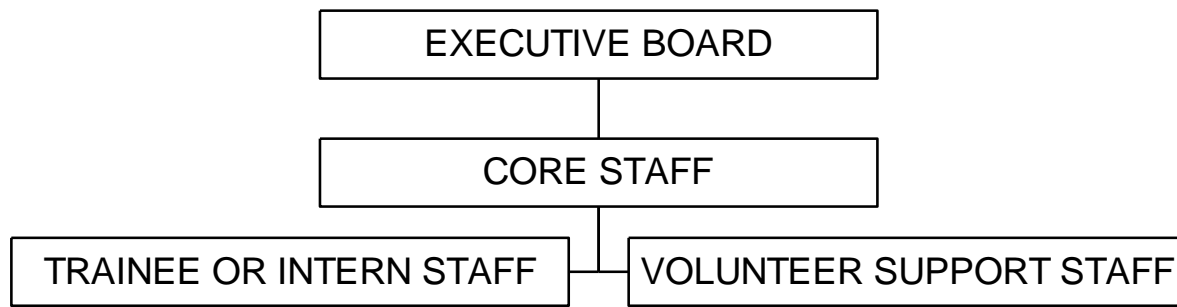 EXECUTIVE BOARD
CORE STAFF
TRAINEE OR INTERN STAFF
VOLUNTEER SUPPORT STAFF